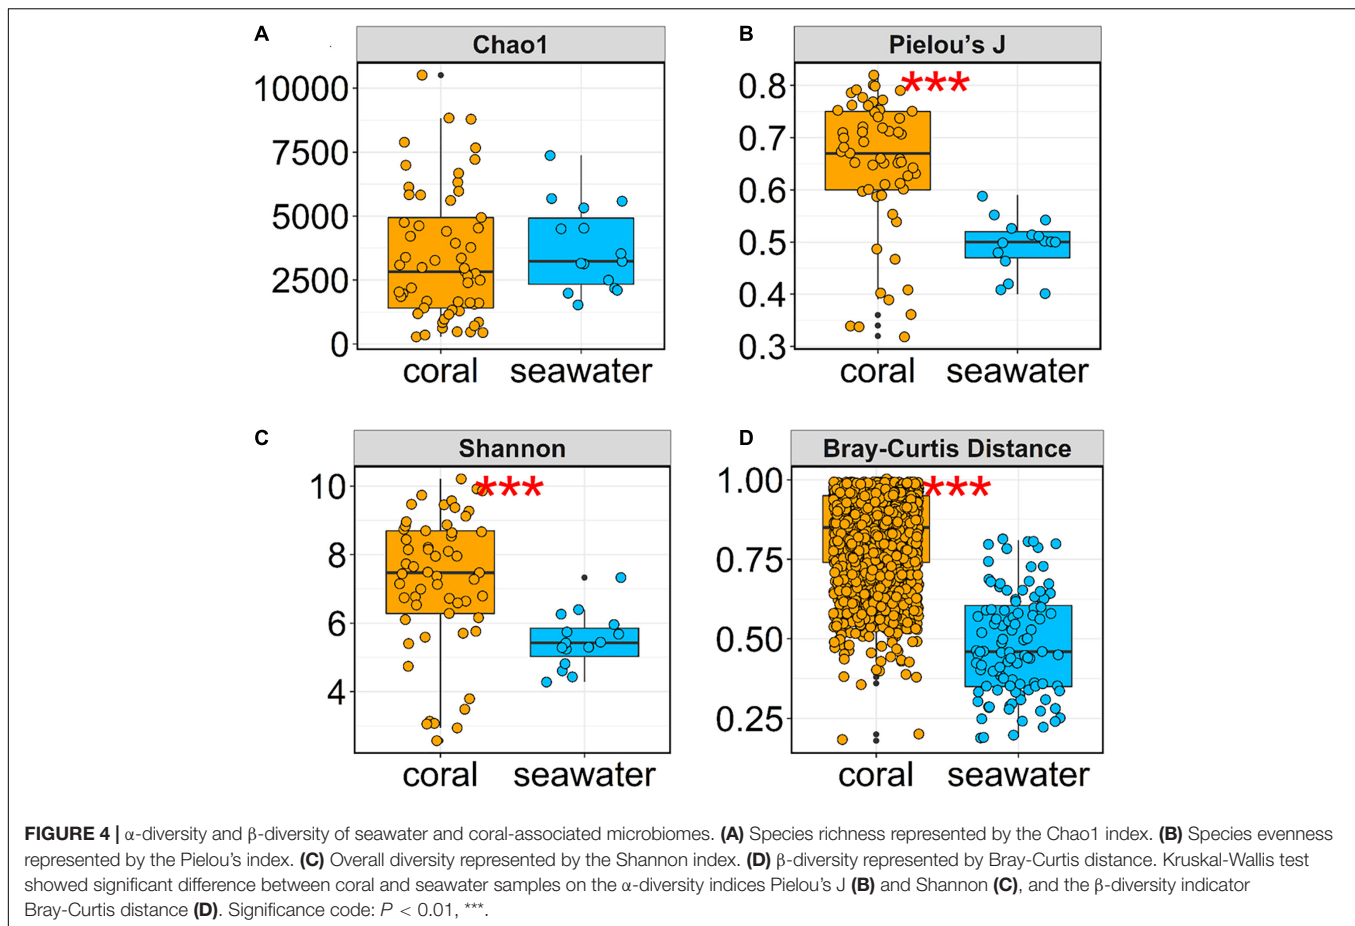 A
Chao1
10000
7500
5000
2500
0
coral seawater
B
Pielou's J
***
0.8
0.7
0.6
0.5
0.4
0.3
coral seawater
C
Shannon
***
10
8
6
4
coral seawater
D
Bray-Curtis Distance
***
1.00
0.75
0.50
0.25
coral seawater
FIGURE 4 | α-diversity and β-diversity of seawater and coral-associated microbiomes. (A) Species richness represented by the Chao1 index. (B) Species evenness
represented by the Pielou's index. (C) Overall diversity represented by the Shannon index. (D) β-diversity represented by Bray-Curtis distance. Kruskal-Wallis test
showed significant difference between coral and seawater samples on the α-diversity indices Pielou's J (B) and Shannon (C), and the β-diversity indicator
Bray-Curtis distance (D). Significance code: P < 0.01, ***.